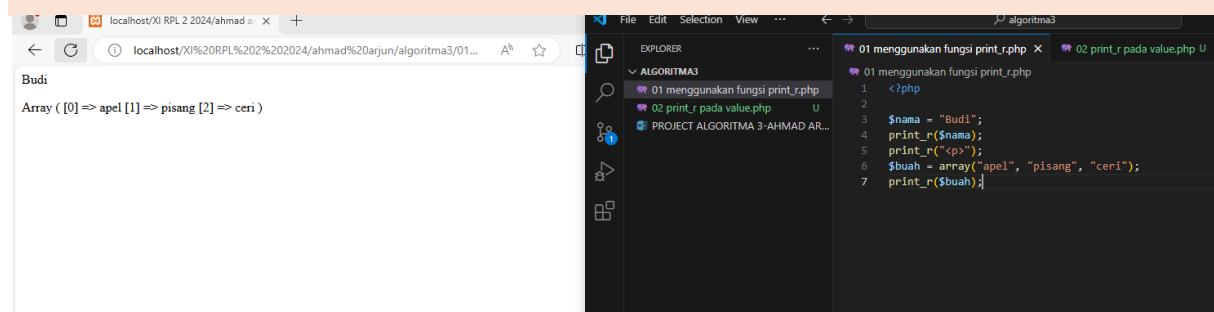 localhost/XI RPL 2 2024/ahmad a
localhost/XI%20RPL%202%202024/ahmad%20arjun/algoritma3/01...
Budi
Array ( [0] => apel [1] => pisang [2] => ceri )
File Edit Selection View ... algoritma3
EXPLORER
ALGORITMA3
01 menggunakan fungsi print_r.php
02 print_r pada value.php U
PROJECT ALGORITMA 3-AHMAD AR...
1
01 menggunakan fungsi print_r.php 02 print_r pada value.php U
01 menggunakan fungsi print_r.php
1 <?php
2
3 $nama = "Budi";
4 print_r($nama);
5 print_r("<p>");
6 $buah = array("apel", "pisang", "ceri");
7 print_r($buah);